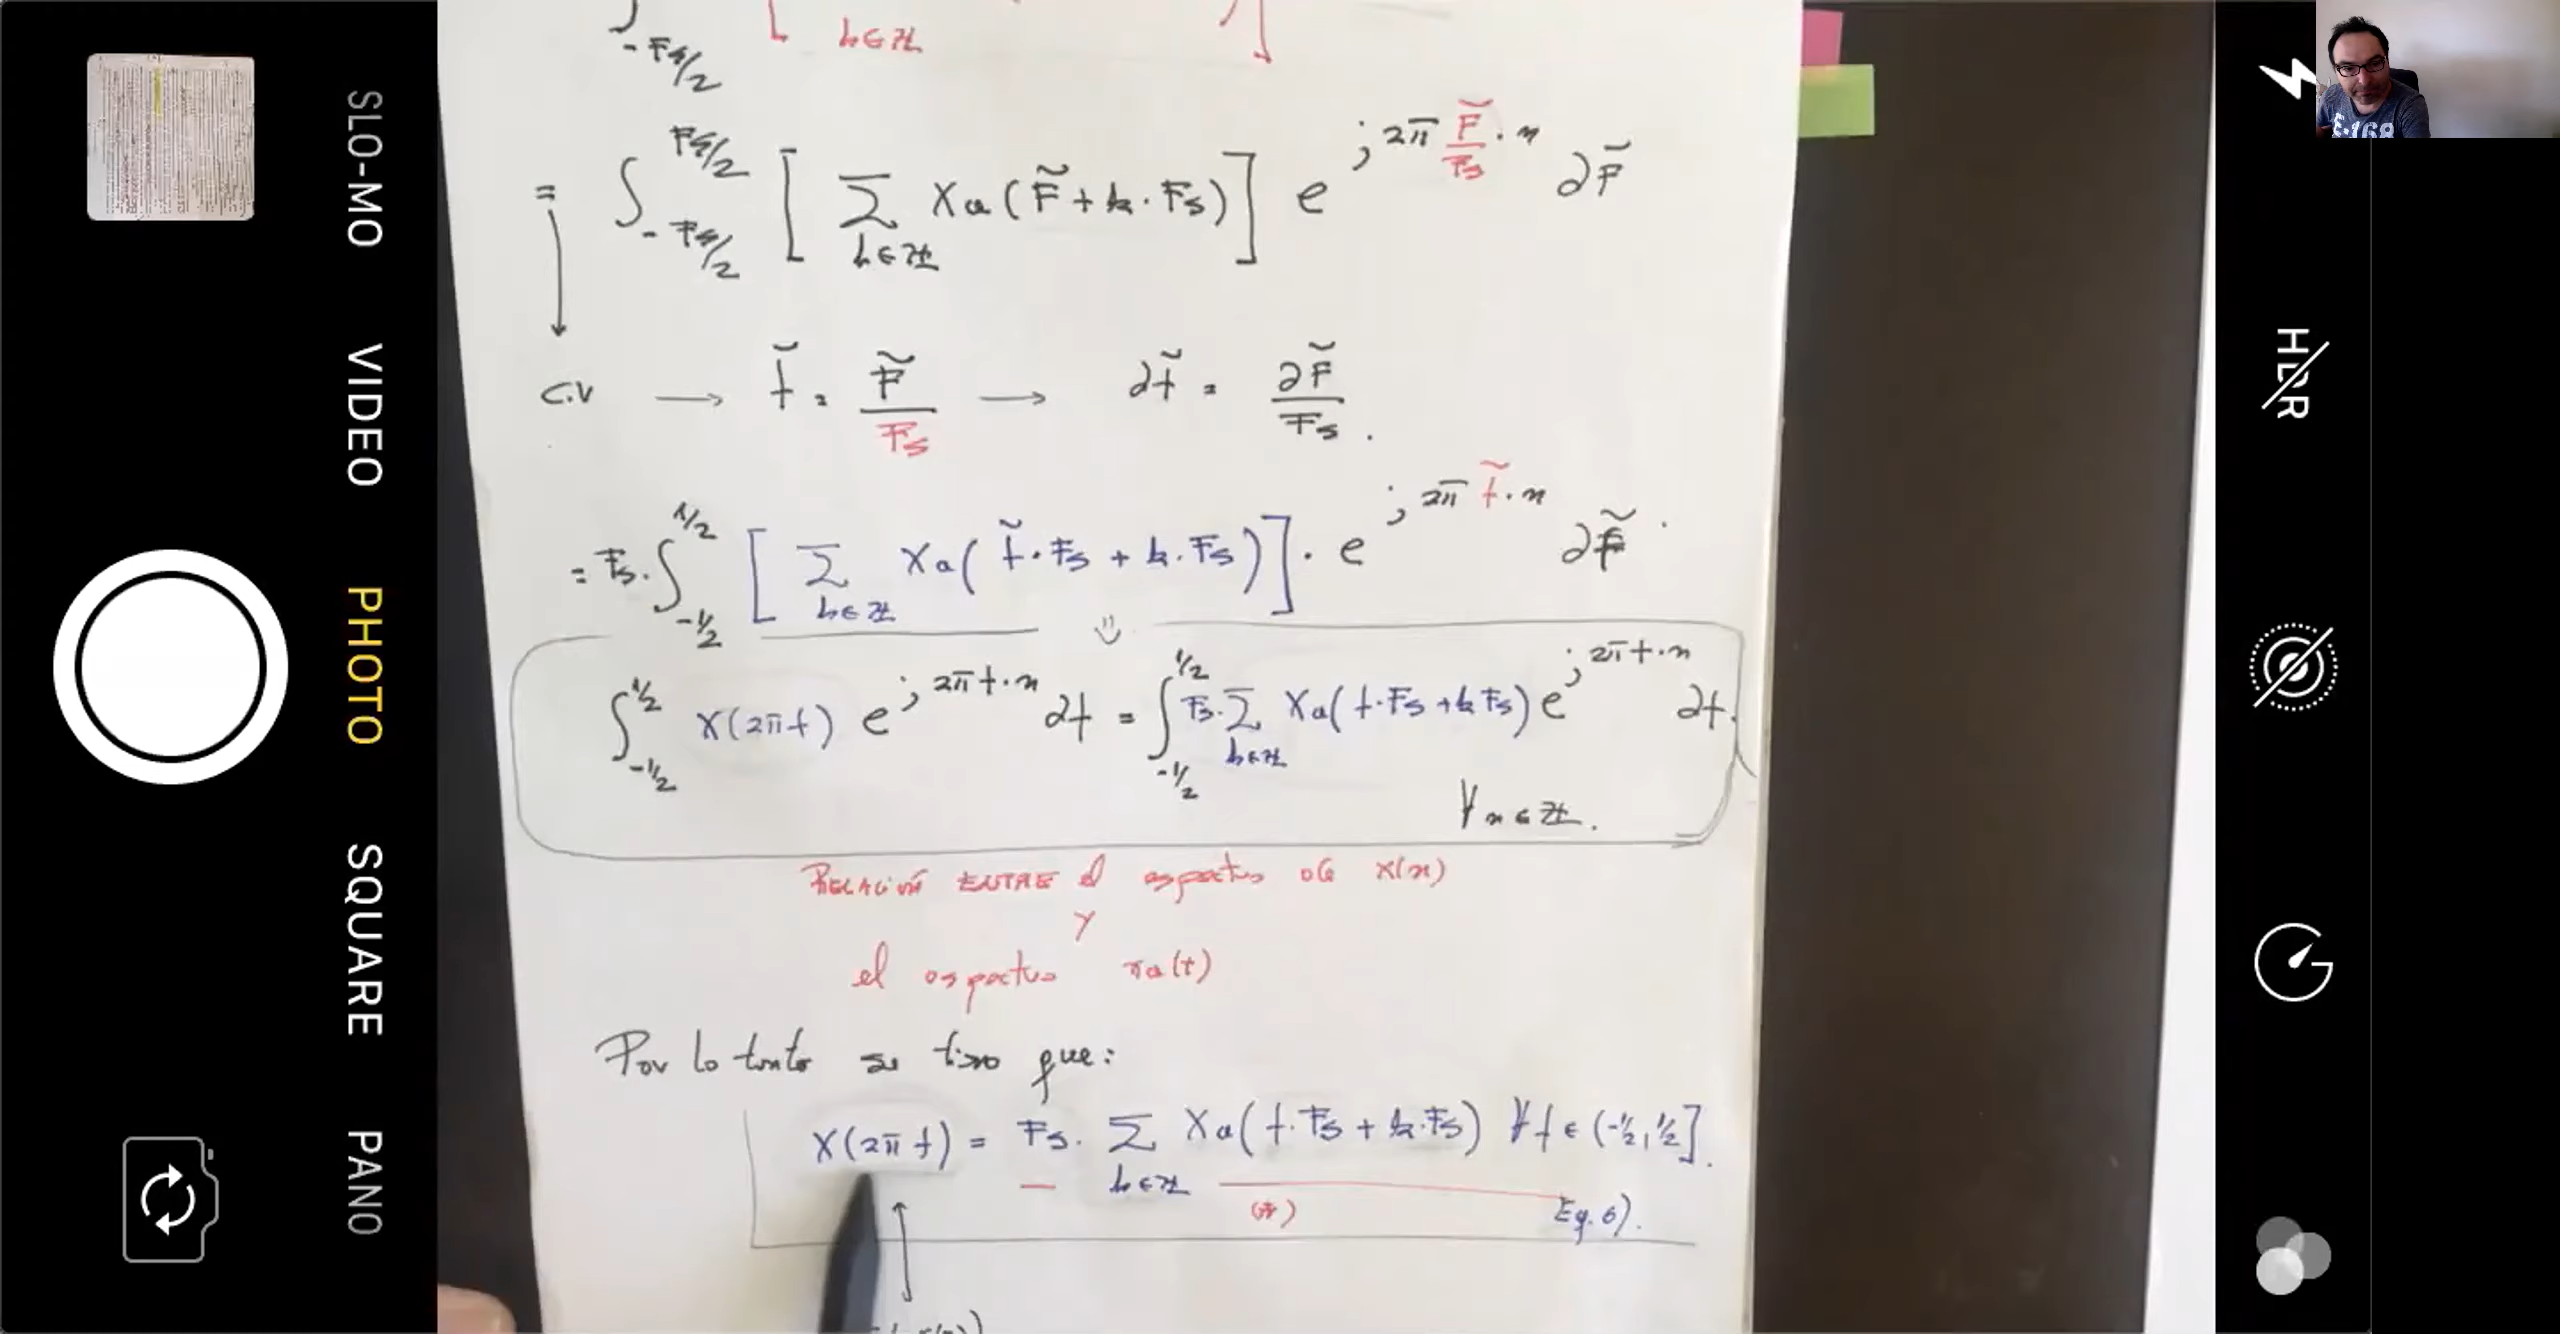 -Fs/2 [ k∈ℤ ]
= ∫_{-Fs/2}^{Fs/2} [ Σ_{k∈ℤ} Xa(F̃ + k·Fs) ] e^{j2π F̃/Fs · n} ∂F̃
C.V → f̃ = F̃/Fs → ∂f̃ = ∂F̃/Fs.
= Fs·∫_{-1/2}^{1/2} [ Σ_{k∈ℤ} Xa(f̃·Fs + k·Fs) ]·e^{j2π f̃·n} ∂f̃.
∫_{-1/2}^{1/2} X(2πf) e^{j2πf·n} ∂f = ∫_{-1/2}^{1/2} Fs·Σ_{k∈ℤ} Xa(f·Fs + k Fs) e^{j2πf·n} ∂f.
∀ n ∈ ℤ.
RELACIÓN ENTRE el espectro DE X(n)
Y
el espectro xa(t)
Por lo tanto se tiene que:
X(2πf) = Fs· Σ_{k∈ℤ} Xa(f·Fs + k·Fs) ∀f ∈ (-1/2, 1/2].
(*) Eq. 6).
SLO-MO
VIDEO
PHOTO
SQUARE
PANO
HDR
E-168